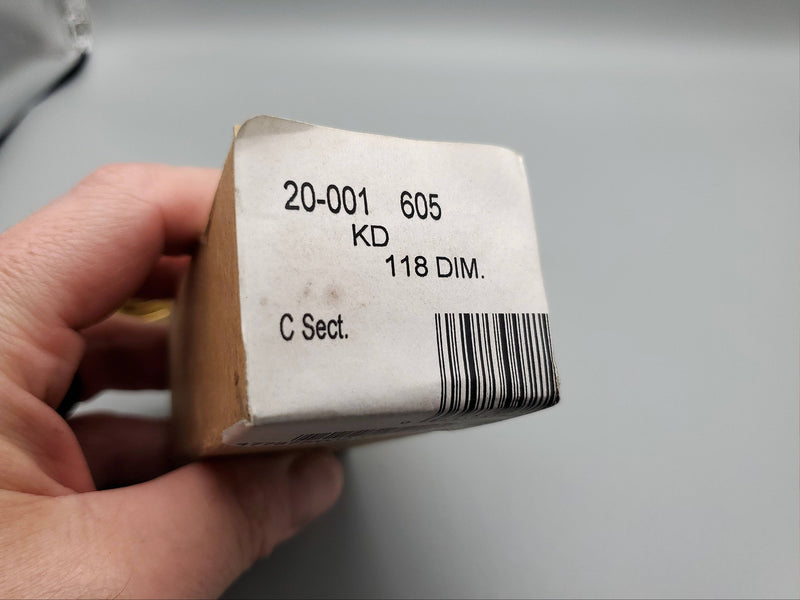 20-001 605
KD
118 DIM.
C Sect.